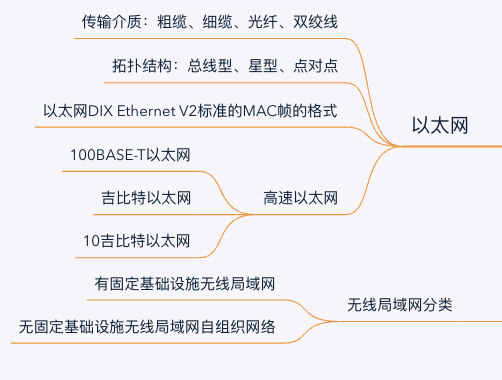 传输介质：粗缆、细缆、光纤、双绞线
拓扑结构：总线型、星型、点对点
以太网DIX Ethernet V2标准的MAC帧的格式
以太网
100BASE-T以太网
吉比特以太网
高速以太网
10吉比特以太网
有固定基础设施无线局域网
无线局域网分类
无固定基础设施无线局域网自组织网络